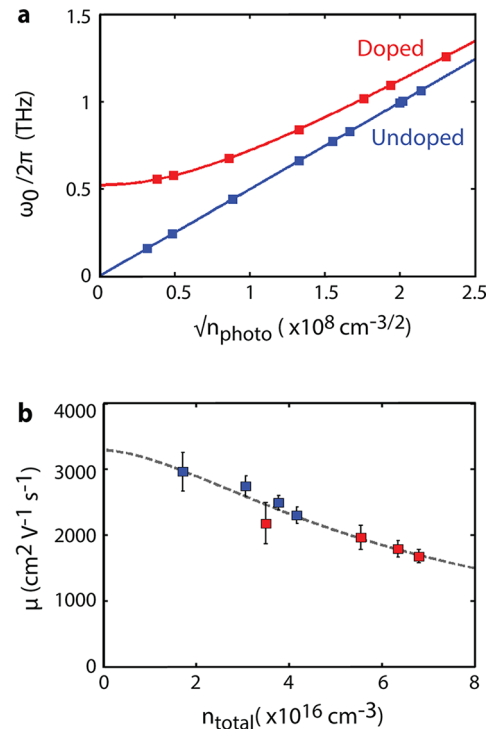 a
1.5
1
0.5
0
ω₀/2π (THz)
Doped
Undoped
0
0.5
1
1.5
2
2.5
√nphoto ( x10⁸ cm⁻³/²)
b
4000
3000
2000
1000
0
μ (cm2 V⁻¹ s⁻¹)
0
2
4
6
8
ntotal( x10¹⁶ cm⁻³)